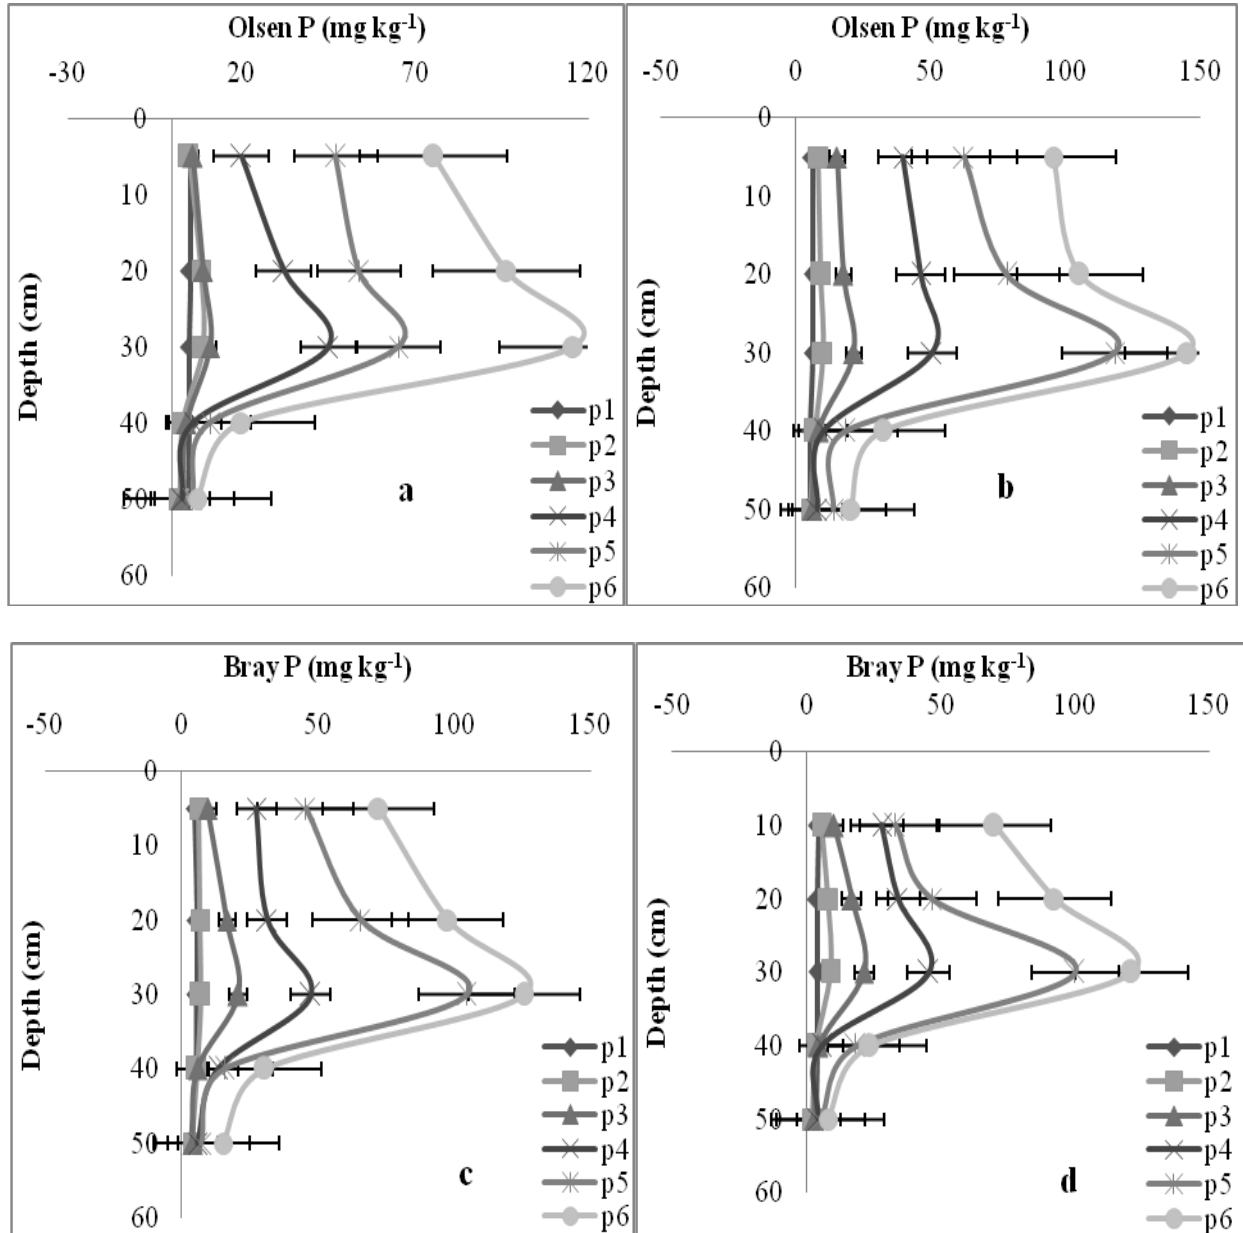 Olsen P (mg kg-1)
-30 20 70 120
0
10
20
30
40
50
60
Depth (cm)
p1
p2
p3
p4
p5
p6
a
Olsen P (mg kg-1)
-50 0 50 100 150
0
10
20
30
40
50
60
Depth (cm)
p1
p2
p3
p4
p5
p6
b
Bray P (mg kg-1)
-50 0 50 100 150
0
10
20
30
40
50
60
Depth (cm)
p1
p2
p3
p4
p5
p6
c
Bray P (mg kg-1)
-50 0 50 100 150
0
10
20
30
40
50
60
Depth (cm)
p1
p2
p3
p4
p5
p6
d